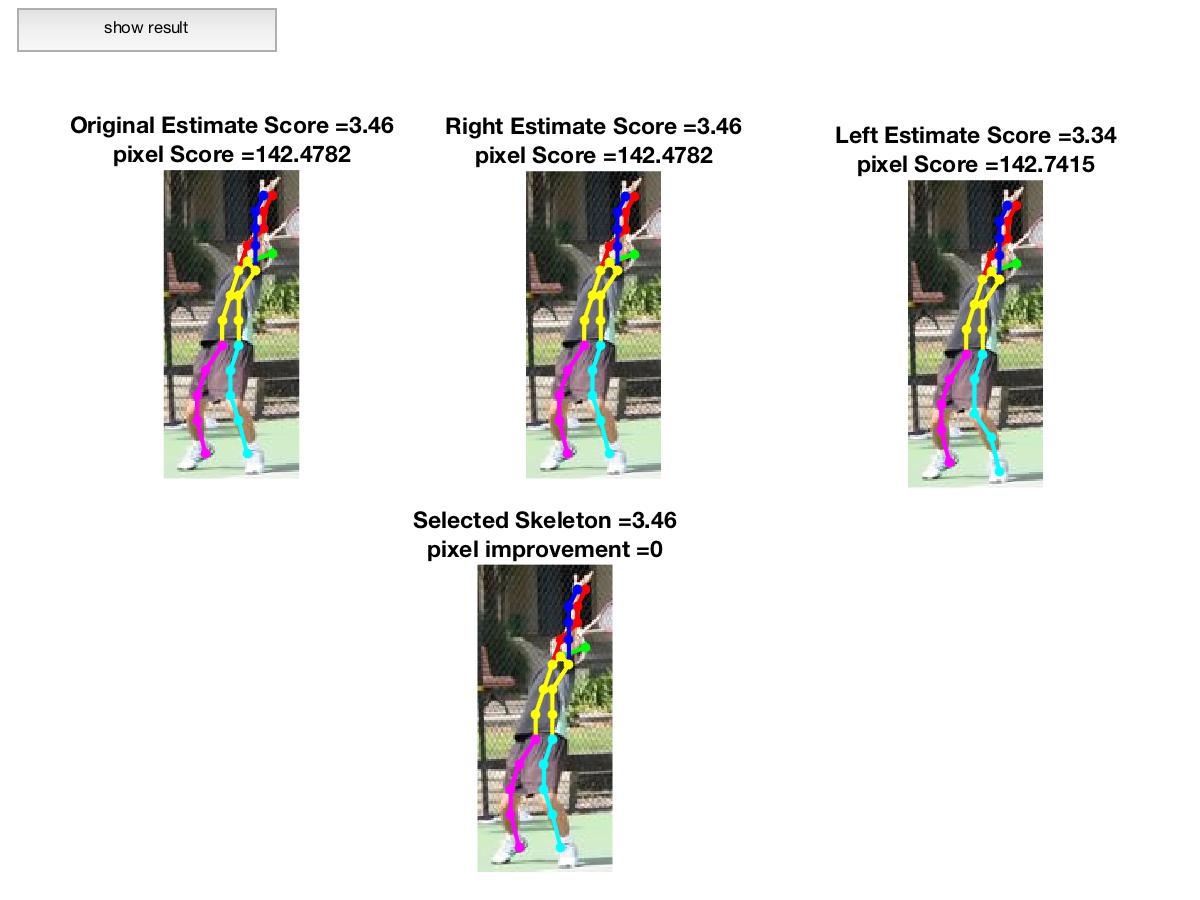 show result
Original Estimate Score =3.46
pixel Score =142.4782
Right Estimate Score =3.46
pixel Score =142.4782
Left Estimate Score =3.34
pixel Score =142.7415
Selected Skeleton =3.46
pixel improvement =0